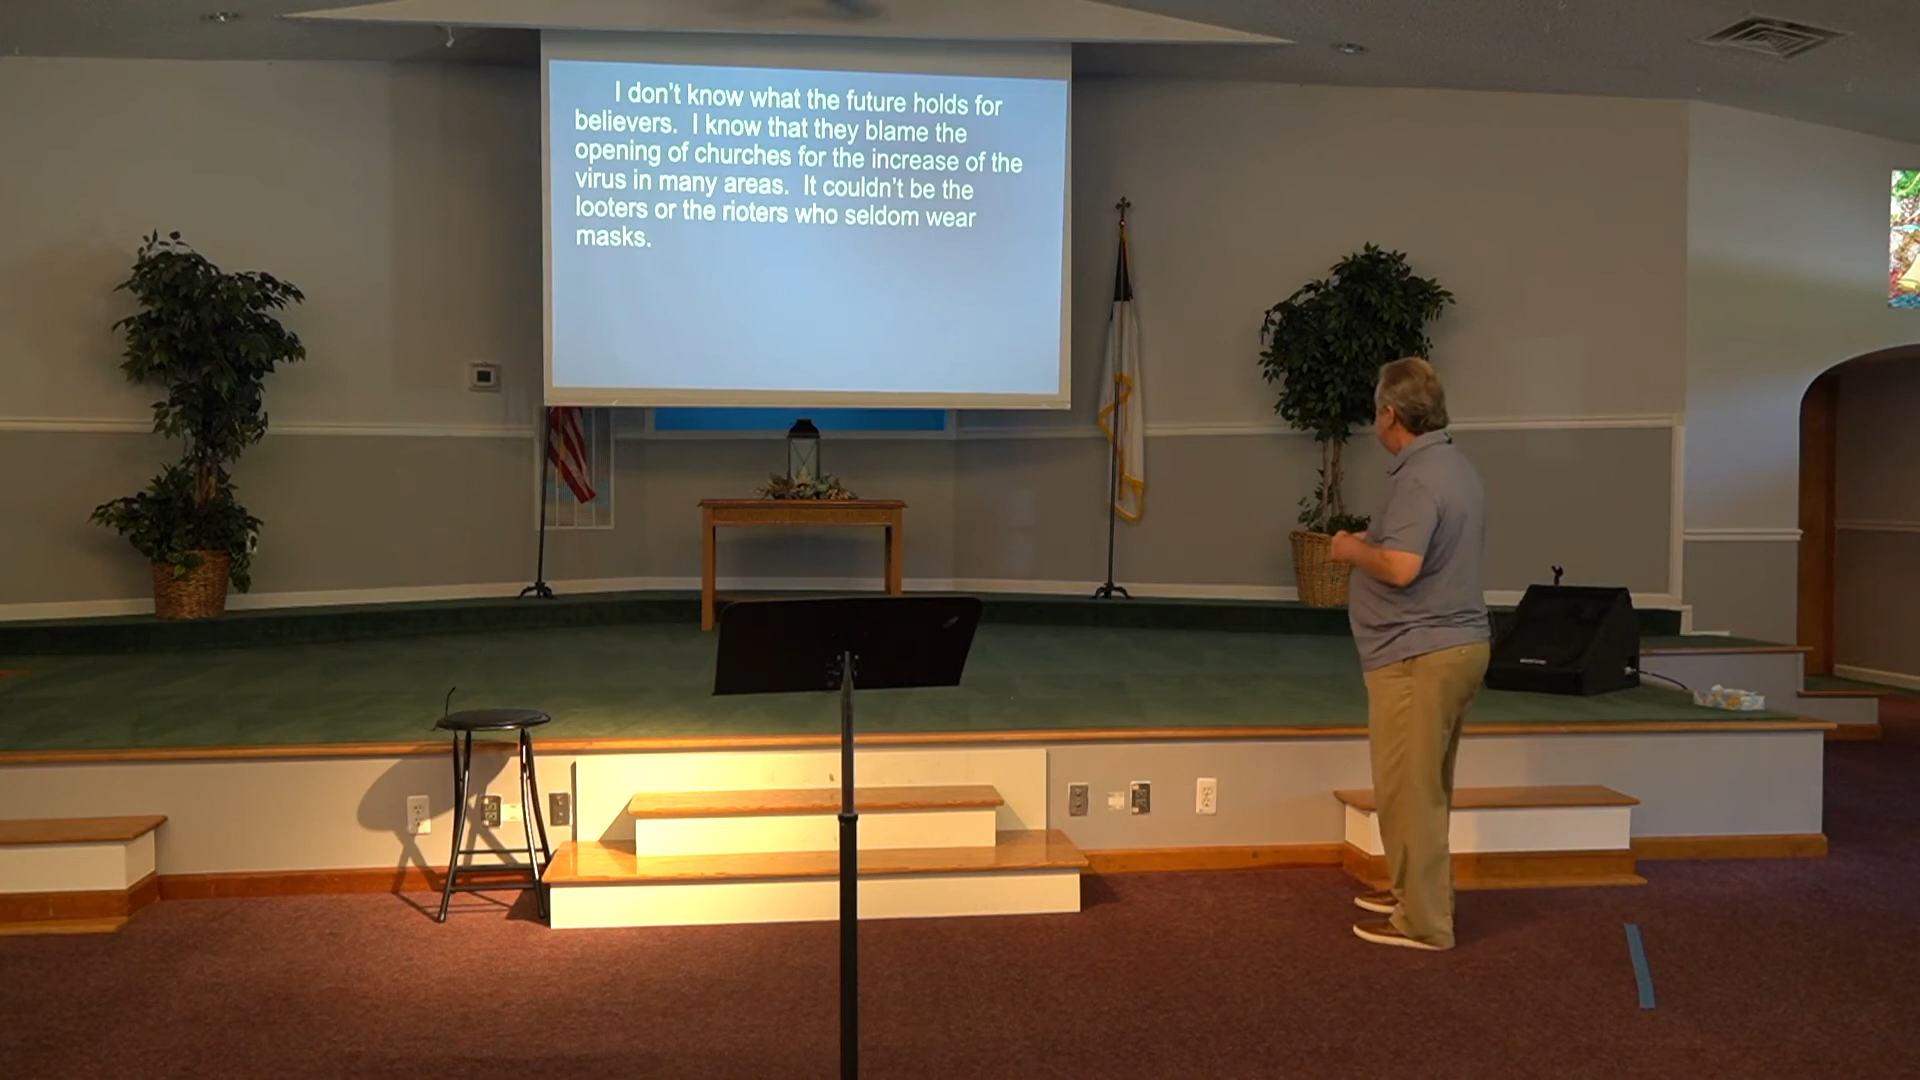 I don't know what the future holds for
believers.  I know that they blame the
opening of churches for the increase of the
virus in many areas.  It couldn't be the
looters or the rioters who seldom wear
masks.